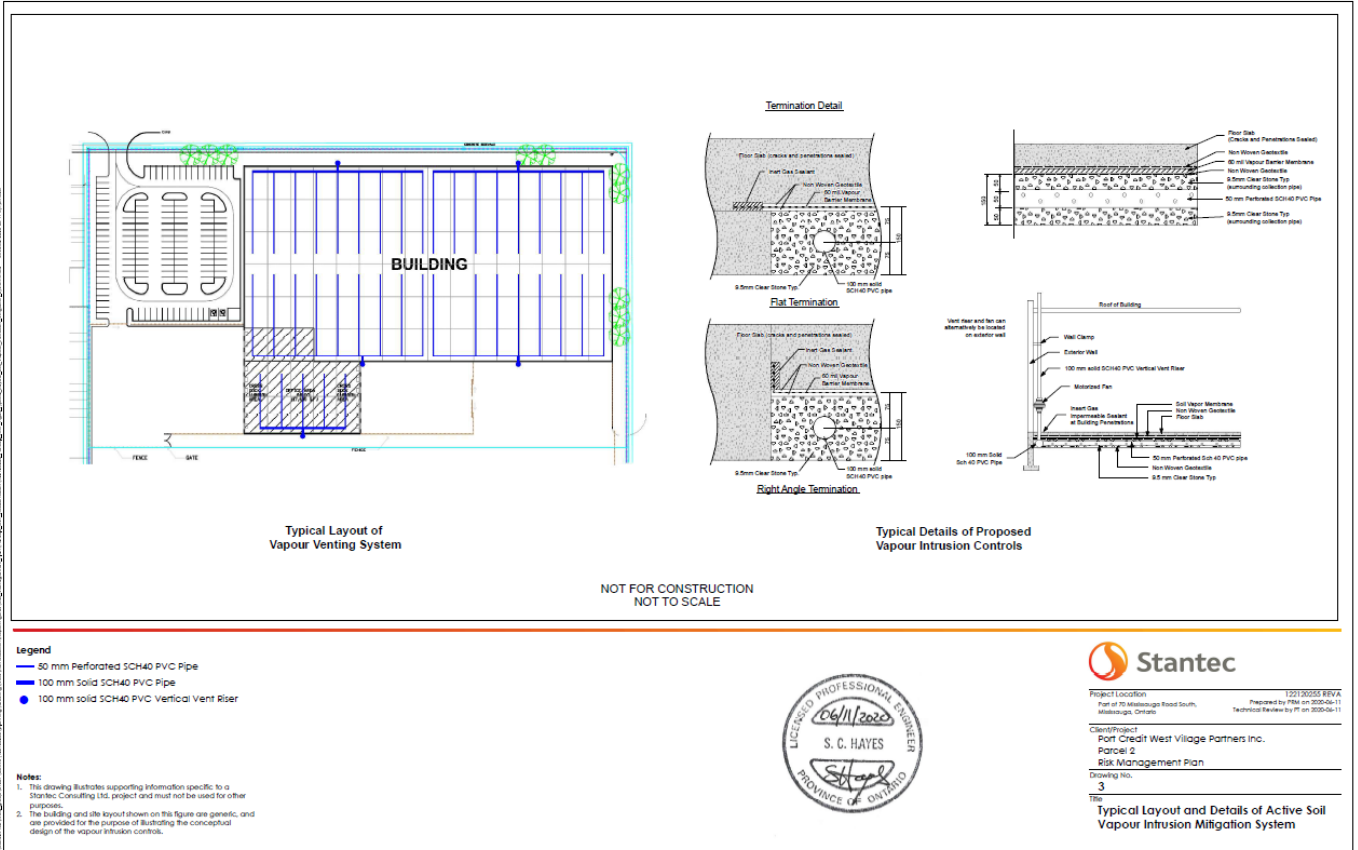 Termination Detail
Floor Slab (cracks and penetrations sealed)
Inert Gas Sealant
Non Woven Geotextile
60 mil Vapour
Barrier Membrane
75
150
75
9.5mm Clear Stone Typ
100 mm solid
SCH40 PVC pipe
Flat Termination
Floor Slab (cracks and penetrations sealed)
Inert Gas Sealant
Non Woven Geotextile
60 mil Vapour
Barrier Membrane
75
150
75
9.5mm Clear Stone Typ
100 mm solid
SCH40 PVC pipe
Right Angle Termination
Floor Slab
(Cracks and Penetrations Sealed)
Non Woven Geotextile
60 mil Vapour Barrier Membrane
Non Woven Geotextile
9.5mm Clear Stone Typ
(surrounding collection pipe)
50 mm Perforated SCH40 PVC Pipe
9.5mm Clear Stone Typ
(surrounding collection pipe)
50
50
50
150
Roof of Building
Vent riser and fan can
alternatively be located
on exterior wall
Wall Clamp
Exterior Wall
100 mm solid SCH40 PVC Vertical Vent Riser
Motorized Fan
Insert Gas
Impermeable Sealant
at Building Penetrations
Soil Vapor Membrane
Non Woven Geotextile
Floor Slab
100 mm Solid
Sch 40 PVC Pipe
50 mm Perforated Sch 40 PVC pipe
Non Woven Geotextile
9.5 mm Clear Stone Typ
BUILDING
FENCE
GATE
FENCE
Typical Layout of
Vapour Venting System
Typical Details of Proposed
Vapour Intrusion Controls
NOT FOR CONSTRUCTION
NOT TO SCALE
Legend
50 mm Perforated SCH40 PVC Pipe
100 mm Solid SCH40 PVC Pipe
100 mm solid SCH40 PVC Vertical Vent Riser
Notes:
1. This drawing illustrates supporting information specific to a
Stantec Consulting Ltd. project and must not be used for other
purposes.
2. The building and site layout shown on this figure are generic, and
are provided for the purpose of illustrating the conceptual
design of the vapour intrusion controls.
LICENSED PROFESSIONAL ENGINEER
06/11/2020
S. C. HAYES
SHayes
PROVINCE OF ONTARIO
Stantec
Project Location
Part of 70 Mississauga Road South,
Mississauga, Ontario
122120255 REVA
Prepared by PRM on 2020-06-11
Technical Review by PT on 2020-06-11
Client/Project
Port Credit West Village Partners Inc.
Parcel 2
Risk Management Plan
Drawing No.
3
Title
Typical Layout and Details of Active Soil
Vapour Intrusion Mitigation System